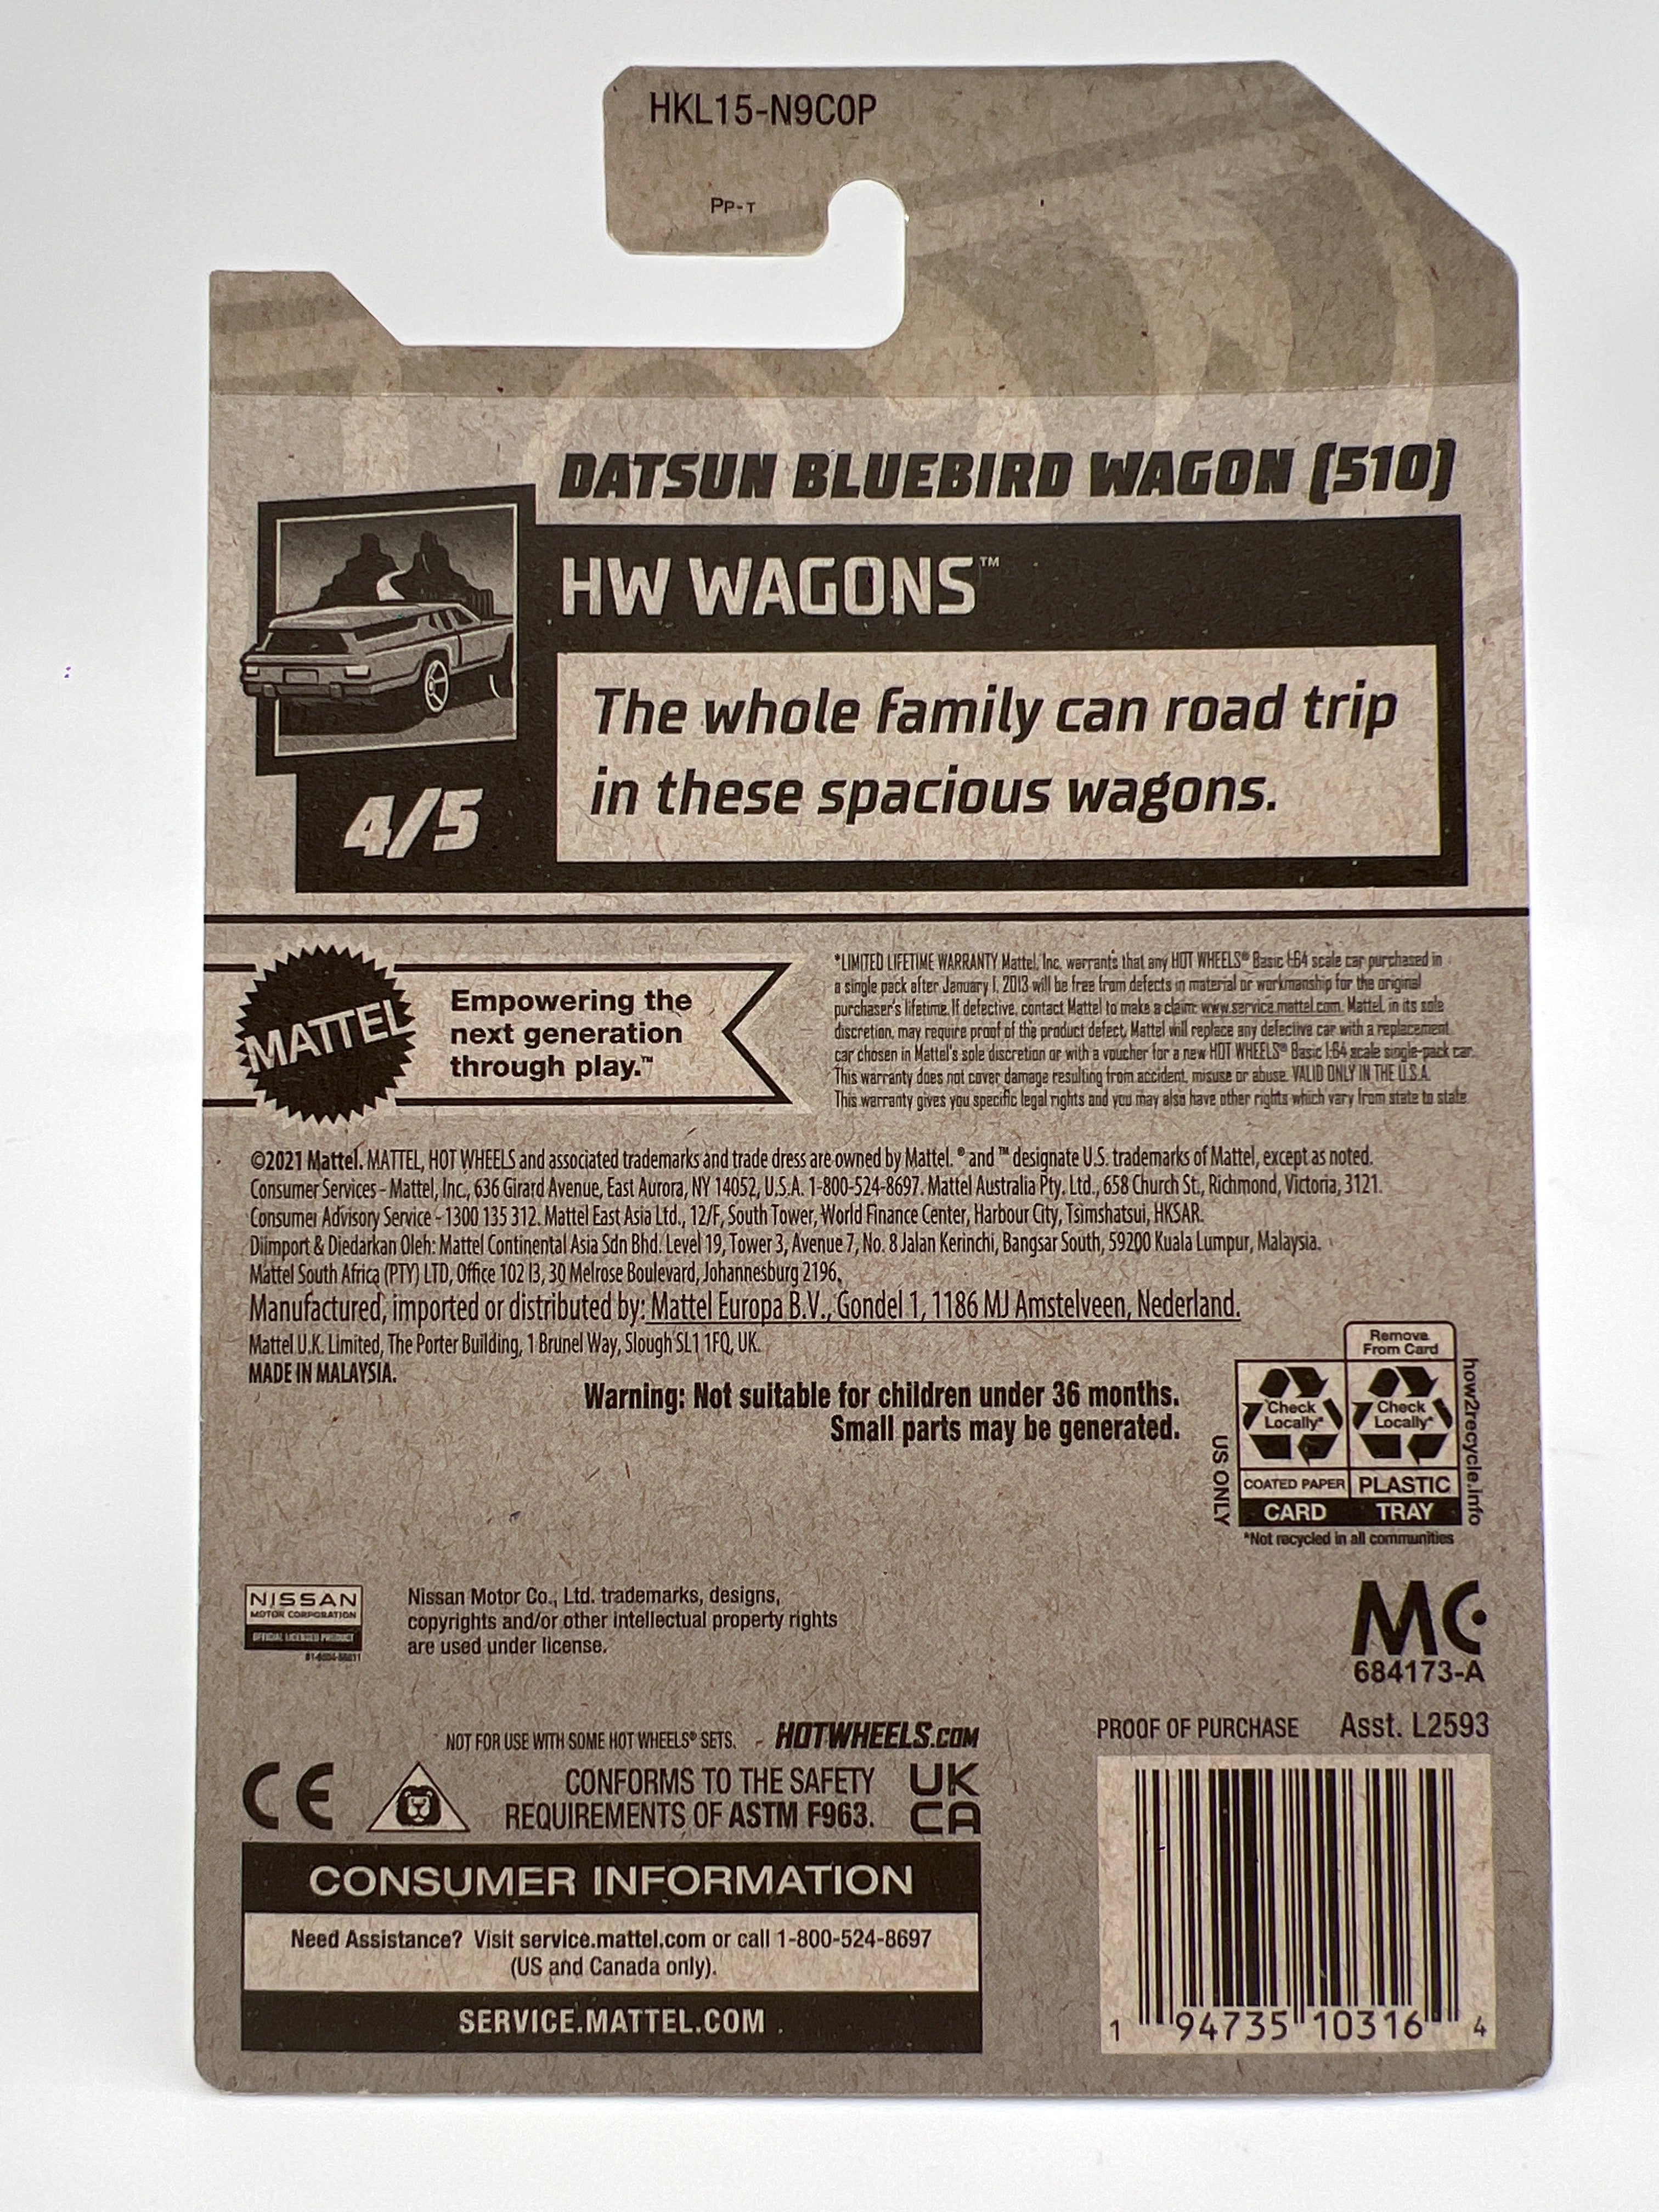 HKL15-N9C0P
PP-T
DATSUN BLUEBIRD WAGON (510)
HW WAGONS™
The whole family can road trip
in these spacious wagons.
4/5
MATTEL
Empowering the
next generation
through play.™
*LIMITED LIFETIME WARRANTY Mattel, Inc. warrants that any HOT WHEELS® Basic 1:64 scale car purchased in
a single pack after January 1, 2013 will be free from defects in material or workmanship for the original
purchaser's lifetime. If defective, contact Mattel to make a claim: www.service.mattel.com. Mattel, in its sole
discretion, may require proof of the product defect. Mattel will replace any defective car with a replacement
car chosen in Mattel's sole discretion or with a voucher for a new HOT WHEELS® Basic 1:64 scale single-pack car.
This warranty does not cover damage resulting from accident, misuse or abuse. VALID ONLY IN THE U.S.A.
This warranty gives you specific legal rights and you may also have other rights which vary from state to state.
©2021 Mattel. MATTEL, HOT WHEELS and associated trademarks and trade dress are owned by Mattel. ® and ™ designate U.S. trademarks of Mattel, except as noted.
Consumer Services - Mattel, Inc., 636 Girard Avenue, East Aurora, NY 14052, U.S.A. 1-800-524-8697. Mattel Australia Pty. Ltd., 658 Church St., Richmond, Victoria, 3121.
Consumer Advisory Service - 1300 135 312. Mattel East Asia Ltd., 12/F, South Tower, World Finance Center, Harbour City, Tsimshatsui, HKSAR.
Diimport & Diedarkan Oleh: Mattel Continental Asia Sdn Bhd. Level 19, Tower 3, Avenue 7, No. 8 Jalan Kerinchi, Bangsar South, 59200 Kuala Lumpur, Malaysia.
Mattel South Africa (PTY) LTD, Office 102 I3, 30 Melrose Boulevard, Johannesburg 2196.
Manufactured, imported or distributed by: Mattel Europa B.V., Gondel 1, 1186 MJ Amstelveen, Nederland.
Mattel U.K. Limited, The Porter Building, 1 Brunel Way, Slough SL1 1FQ, UK.
MADE IN MALAYSIA.
Warning: Not suitable for children under 36 months.
Small parts may be generated.
Remove
From Card
Check
Locally*
Check
Locally*
COATED PAPER
PLASTIC
CARD
TRAY
US ONLY
how2recycle.info
*Not recycled in all communities
NISSAN
MOTOR CORPORATION
OFFICIAL LICENSED PRODUCT
Nissan Motor Co., Ltd. trademarks, designs,
copyrights and/or other intellectual property rights
are used under license.
MC
684173-A
NOT FOR USE WITH SOME HOT WHEELS® SETS.
HOTWHEELS.COM
PROOF OF PURCHASE Asst. L2593
CE
CONFORMS TO THE SAFETY
REQUIREMENTS OF ASTM F963.
UK
CA
CONSUMER INFORMATION
Need Assistance? Visit service.mattel.com or call 1-800-524-8697
(US and Canada only).
SERVICE.MATTEL.COM
1 94735 10316 4